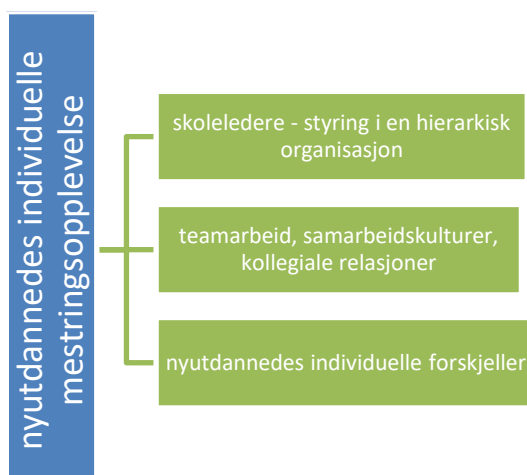 nyutdannedes individuelle
mestringsopplevelse
skoleledere - styring i en hierarkisk
organisasjon
teamarbeid, samarbeidskulturer,
kollegiale relasjoner
nyutdannedes individuelle forskjeller